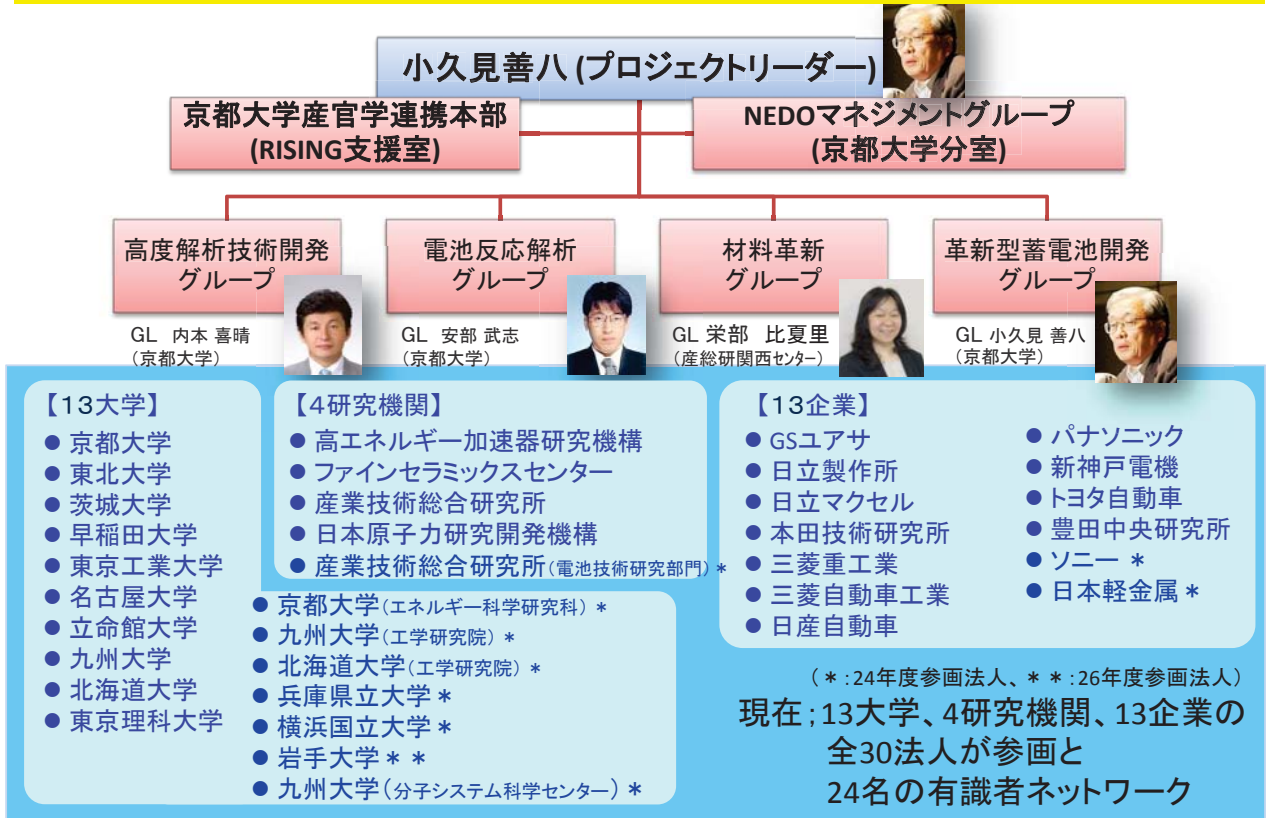 小久見善八 (プロジェクトリーダー)
京都大学産官学連携本部
(RISING支援室)
NEDOマネジメントグループ
(京都大学分室)
高度解析技術開発
グループ
電池反応解析
グループ
材料革新
グループ
革新型蓄電池開発
グループ
GL 内本 喜晴
(京都大学)
GL 安部 武志
(京都大学)
GL 栄部 比夏里
(産総研関西センター)
GL 小久見 善八
(京都大学)
【13大学】
● 京都大学
● 東北大学
● 茨城大学
● 早稲田大学
● 東京工業大学
● 名古屋大学
● 立命館大学
● 九州大学
● 北海道大学
● 東京理科大学
● 京都大学(エネルギー科学研究科) *
● 九州大学(工学研究院) *
● 北海道大学(工学研究院) *
● 兵庫県立大学 *
● 横浜国立大学 *
● 岩手大学 * *
● 九州大学(分子システム科学センター) *
【4研究機関】
● 高エネルギー加速器研究機構
● ファインセラミックスセンター
● 産業技術総合研究所
● 日本原子力研究開発機構
● 産業技術総合研究所(電池技術研究部門) *
【13企業】
● GSユアサ
● 日立製作所
● 日立マクセル
● 本田技術研究所
● 三菱重工業
● 三菱自動車工業
● 日産自動車
● パナソニック
● 新神戸電機
● トヨタ自動車
● 豊田中央研究所
● ソニー *
● 日本軽金属 *
(*:24年度参画法人、* *:26年度参画法人)
現在;13大学、4研究機関、13企業の
全30法人が参画と
24名の有識者ネットワーク